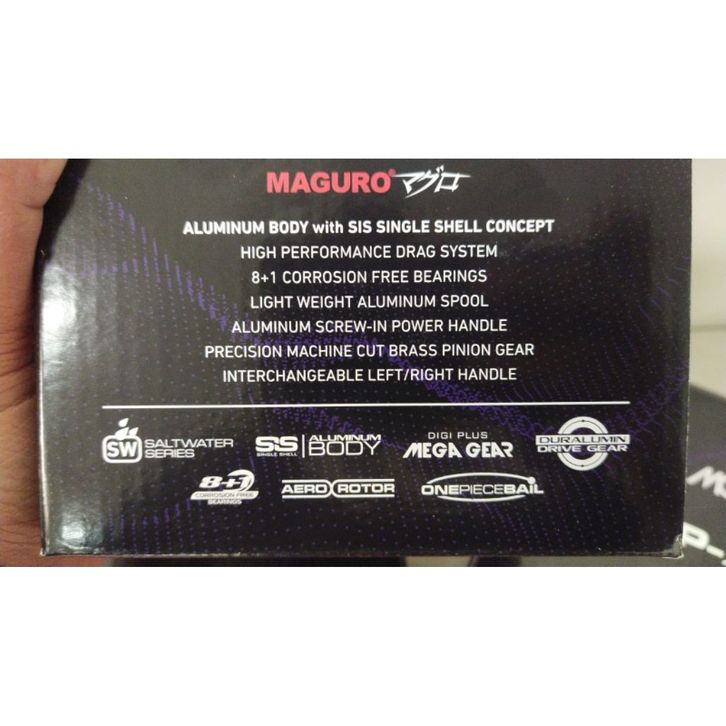 MAGURO® マグロ
ALUMINUM BODY with SIS SINGLE SHELL CONCEPT
HIGH PERFORMANCE DRAG SYSTEM
8+1 CORROSION FREE BEARINGS
LIGHT WEIGHT ALUMINUM SPOOL
ALUMINUM SCREW-IN POWER HANDLE
PRECISION MACHINE CUT BRASS PINION GEAR
INTERCHANGEABLE LEFT/RIGHT HANDLE
SW SALTWATER SERIES
SiS SINGLE SHELL ALUMINUM BODY
DIGI PLUS
MEGA GEAR
DURALUMIN
DRIVE GEAR
8+1
CORROSION FREE
BEARINGS
AERO ROTOR
ONEPIECEBAIL